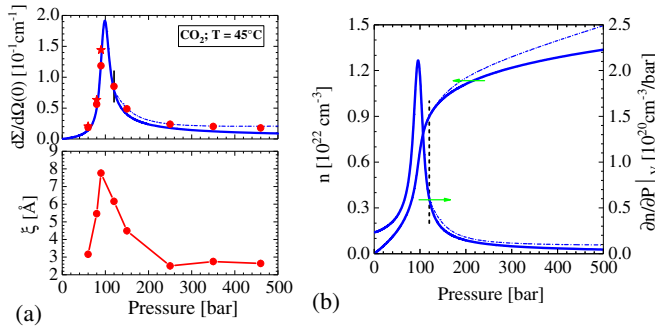 CO2; T = 45°C
dΣ/dΩ(0) [10-1cm-1]
2.0
1.5
1.0
0.5
0.0
ξ [Å]
9
8
7
6
5
4
3
2
0 100 200 300 400 500
Pressure [bar]
(a)
n [1022 cm-3]
1.5
1.2
0.9
0.6
0.3
0.0
2.5
2.0
1.5
1.0
0.5
0.0
∂n/∂P|V [1020cm-3/bar]
0 100 200 300 400 500
Pressure [bar]
(b)